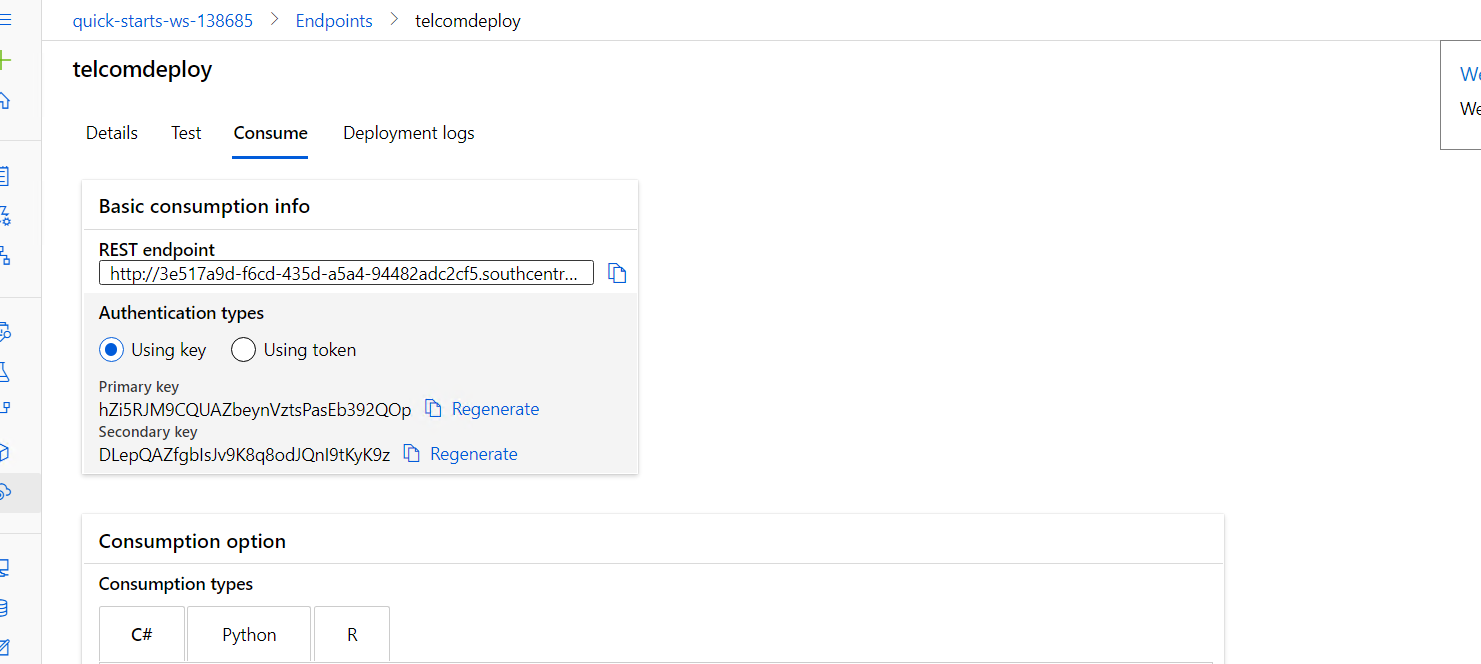 quick-starts-ws-138685 > Endpoints > telcomdeploy
telcomdeploy
We
We
Details Test Consume Deployment logs
Basic consumption info
REST endpoint
http://3e517a9d-f6cd-435d-a5a4-94482adc2cf5.southcentr...
Authentication types
Using key Using token
Primary key
hZi5RJM9CQUAZbeynVztsPasEb392QOp Regenerate
Secondary key
DLepQAZfgbIsJv9K8q8odJQnI9tKyK9z Regenerate
Consumption option
Consumption types
C# Python R